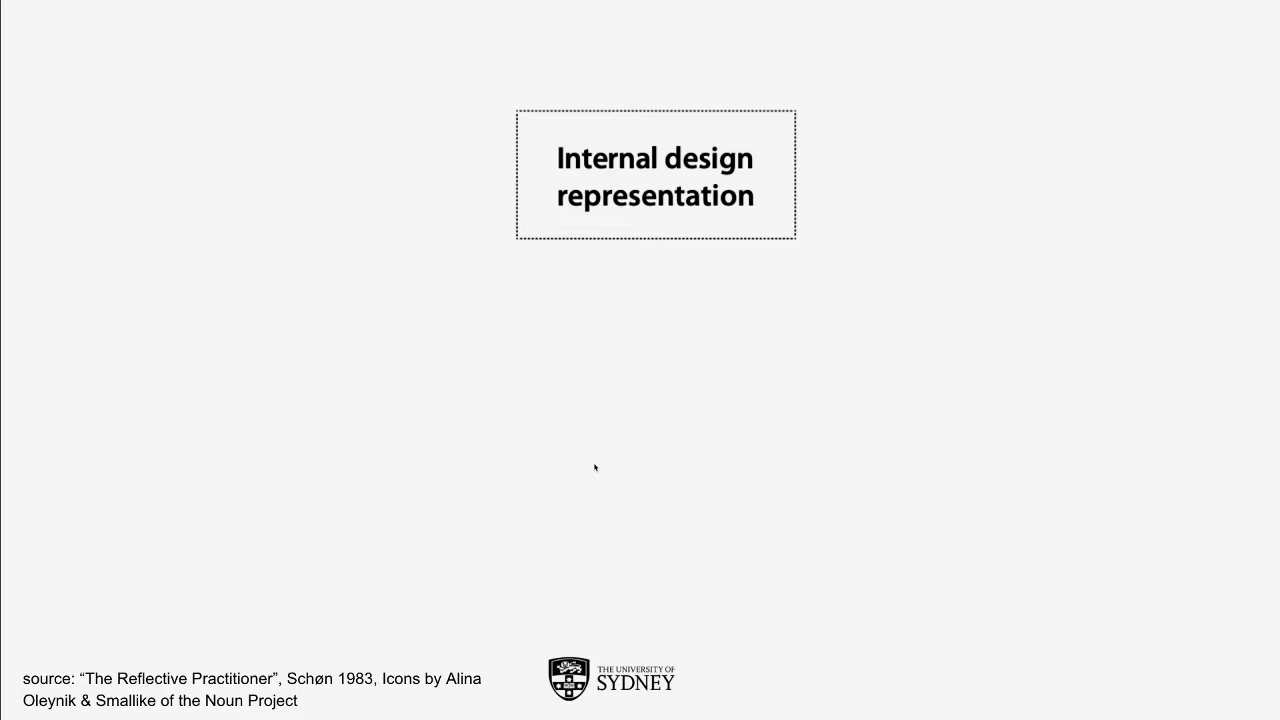 Internal design
representation
source: “The Reflective Practitioner”, Schøn 1983, Icons by Alina
Oleynik & Smallike of the Noun Project
THE UNIVERSITY OF
SYDNEY